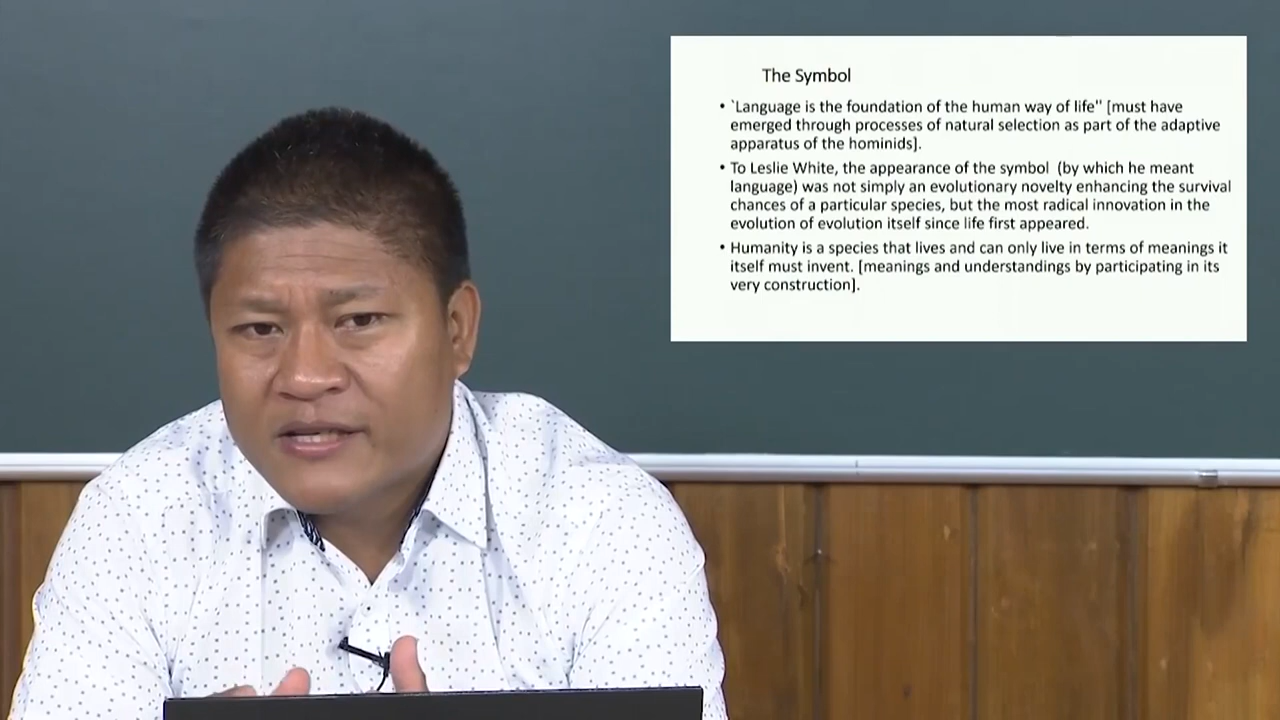 The Symbol
• `Language is the foundation of the human way of life" [must have
emerged through processes of natural selection as part of the adaptive
apparatus of the hominids].
• To Leslie White, the appearance of the symbol  (by which he meant
language) was not simply an evolutionary novelty enhancing the survival
chances of a particular species, but the most radical innovation in the
evolution of evolution itself since life first appeared.
• Humanity is a species that lives and can only live in terms of meanings it
itself must invent. [meanings and understandings by participating in its
very construction].